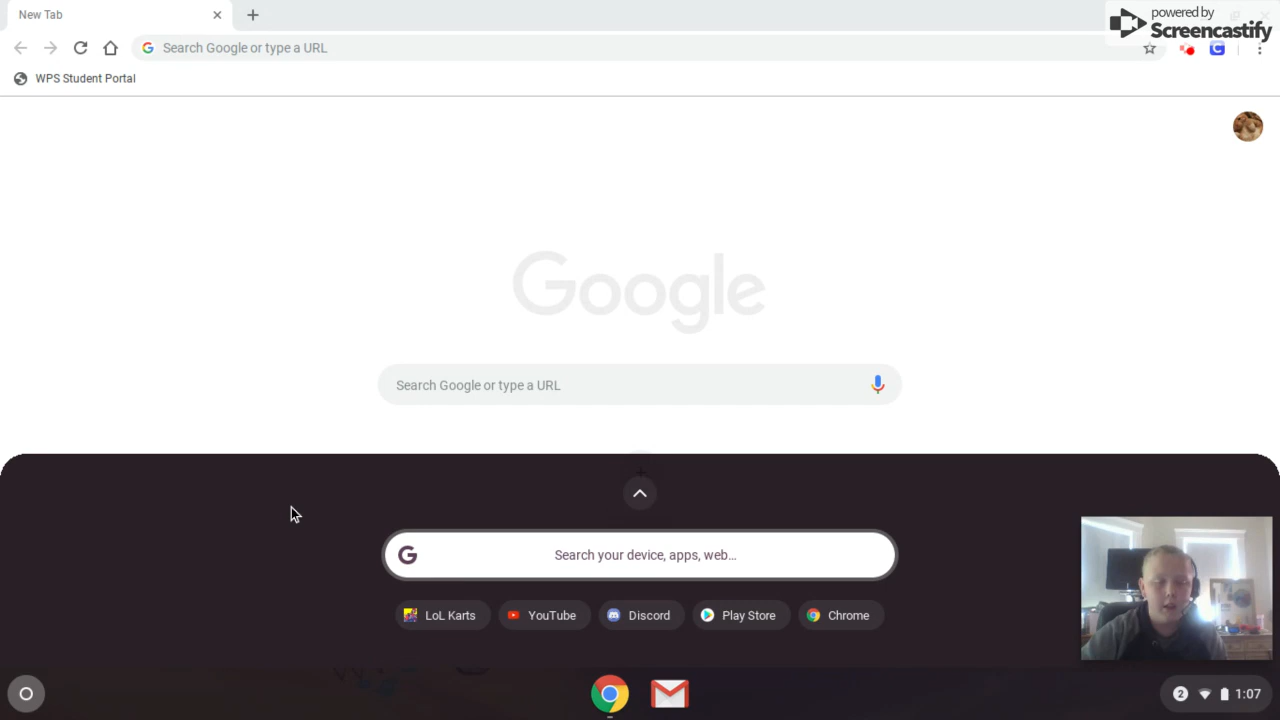 New Tab
powered by
Screencastify
Search Google or type a URL
WPS Student Portal
Google
Search Google or type a URL
Search your device, apps, web...
LoL Karts YouTube Discord Play Store Chrome
2 1:07